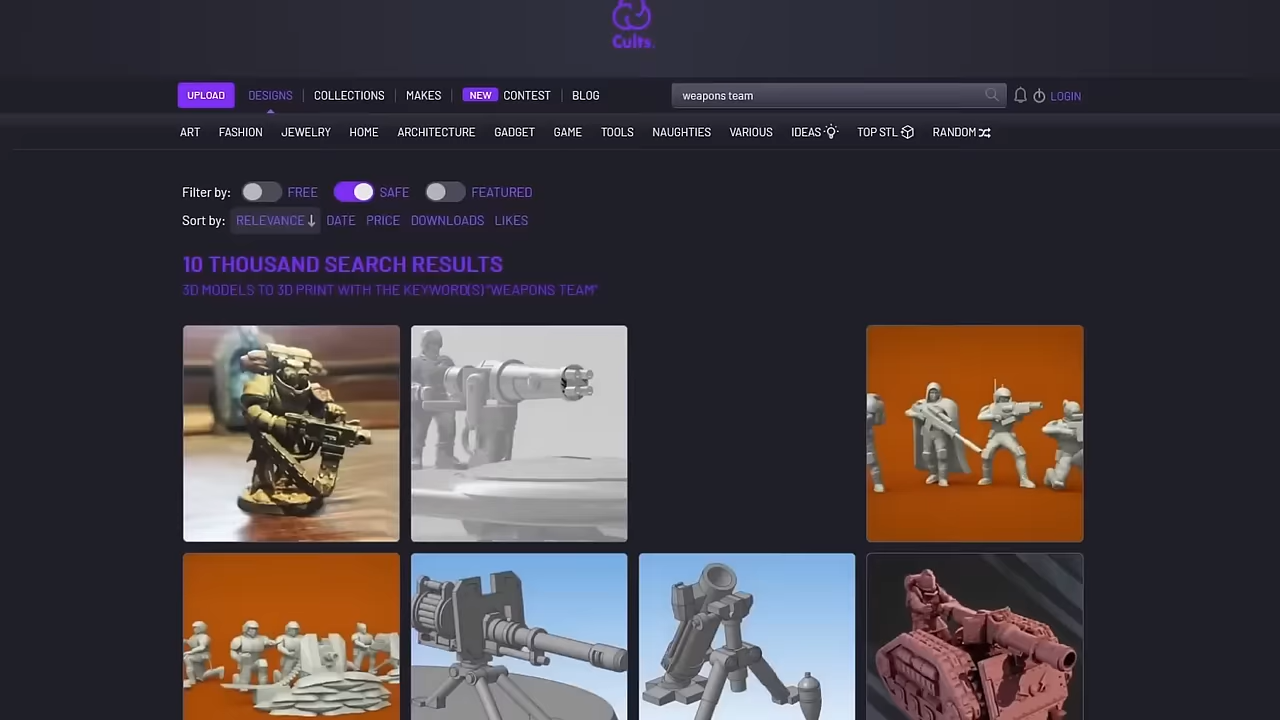 Cults.
UPLOAD DESIGNS COLLECTIONS MAKES NEW CONTEST BLOG weapons team LOGIN
ART FASHION JEWELRY HOME ARCHITECTURE GADGET GAME TOOLS NAUGHTIES VARIOUS IDEAS TOP STL RANDOM
Filter by: FREE SAFE FEATURED
Sort by: RELEVANCE DATE PRICE DOWNLOADS LIKES
10 THOUSAND SEARCH RESULTS
3D MODELS TO 3D PRINT WITH THE KEYWORD(S) "WEAPONS TEAM"